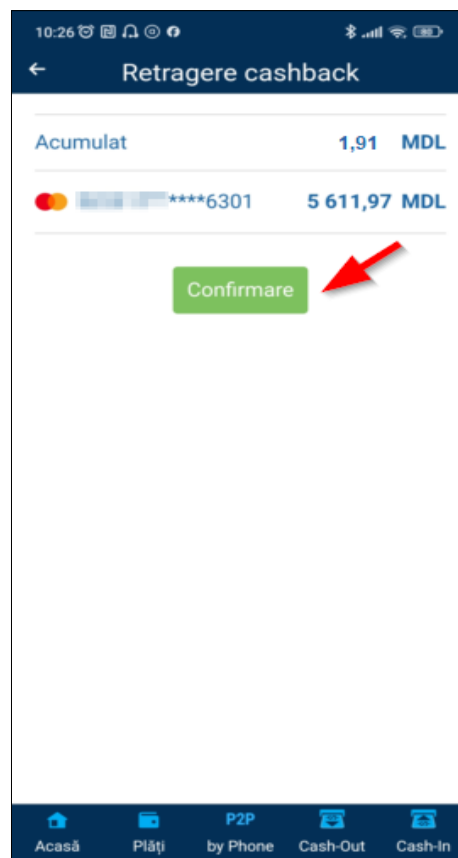 10:26
Retragere cashback
Acumulat 1,91 MDL
****6301 5 611,97 MDL
Confirmare
P2P
Acasă Plăți by Phone Cash-Out Cash-In